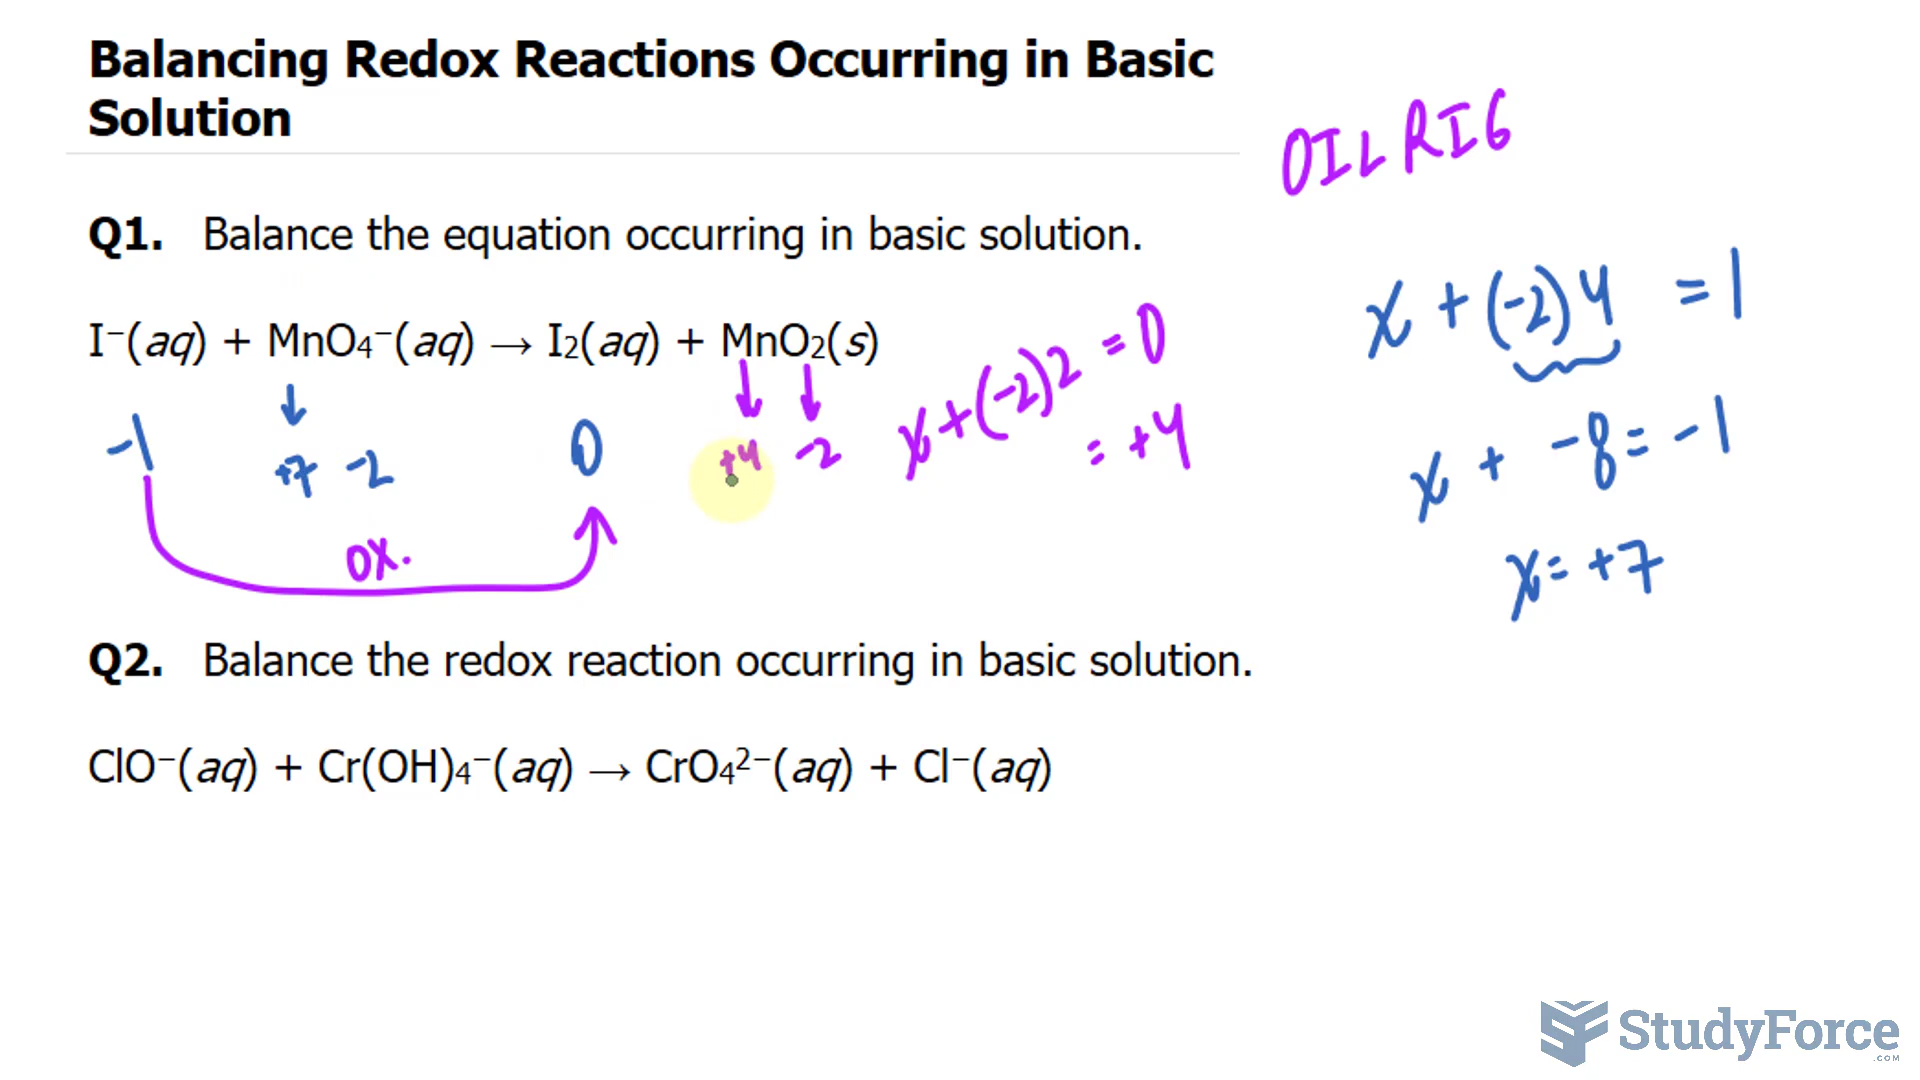 Balancing Redox Reactions Occurring in Basic
Solution
OILRIG
Q1. Balance the equation occurring in basic solution.
x + (-2)4 = 1
I⁻(aq) + MnO₄⁻(aq) → I₂(aq) + MnO₂(s)
x+(-2)2 = 0
= +4
-1 +7 -2 0 +4 -2
x + -8 = -1
ox.
x = +7
Q2. Balance the redox reaction occurring in basic solution.
ClO⁻(aq) + Cr(OH)₄⁻(aq) → CrO₄²⁻(aq) + Cl⁻(aq)
StudyForce
.COM